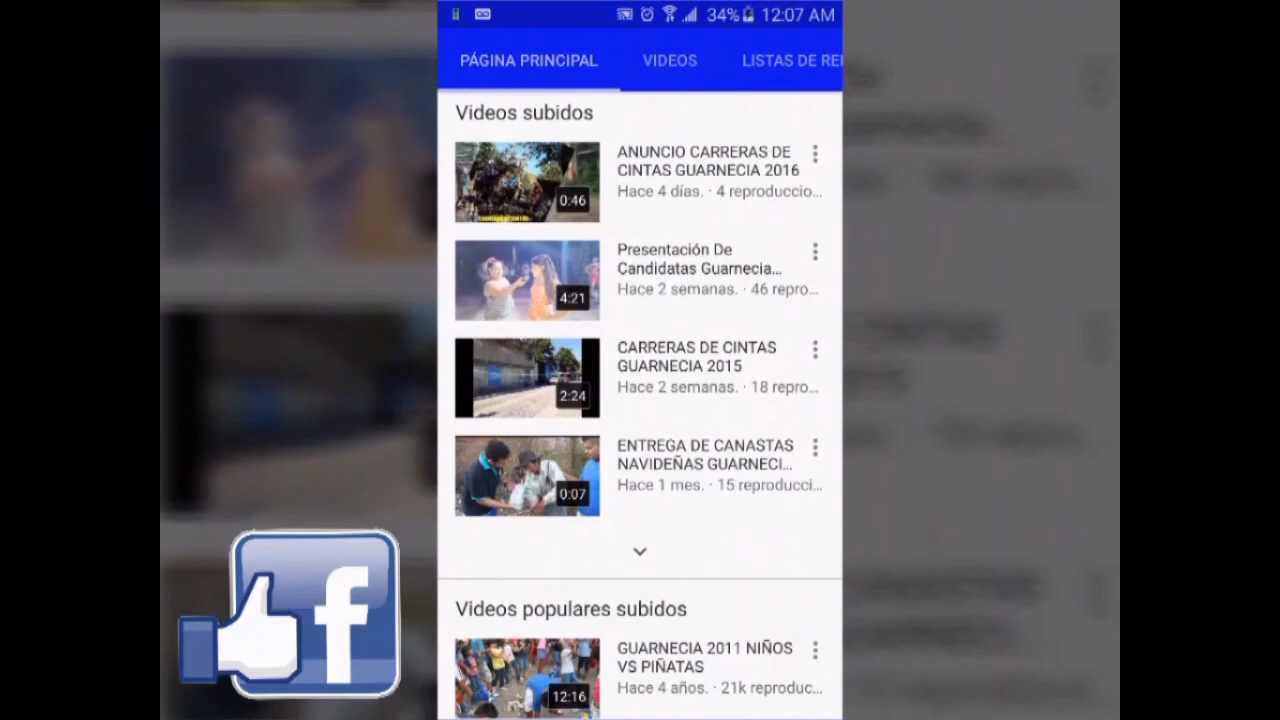 34% 12:07 AM
PÁGINA PRINCIPAL VIDEOS LISTAS DE RE
Videos subidos
ANUNCIO CARRERAS DE
CINTAS GUARNECIA 2016
Hace 4 días. · 4 reproduccio...
0:46
Presentación De
Candidatas Guarnecia...
Hace 2 semanas. · 46 repro...
4:21
CARRERAS DE CINTAS
GUARNECIA 2015
Hace 2 semanas. · 18 repro...
2:24
ENTREGA DE CANASTAS
NAVIDEÑAS GUARNECI...
Hace 1 mes. · 15 reproducci...
0:07
Videos populares subidos
GUARNECIA 2011 NIÑOS
VS PIÑATAS
Hace 4 años. · 21k reproduc...
12:16
f